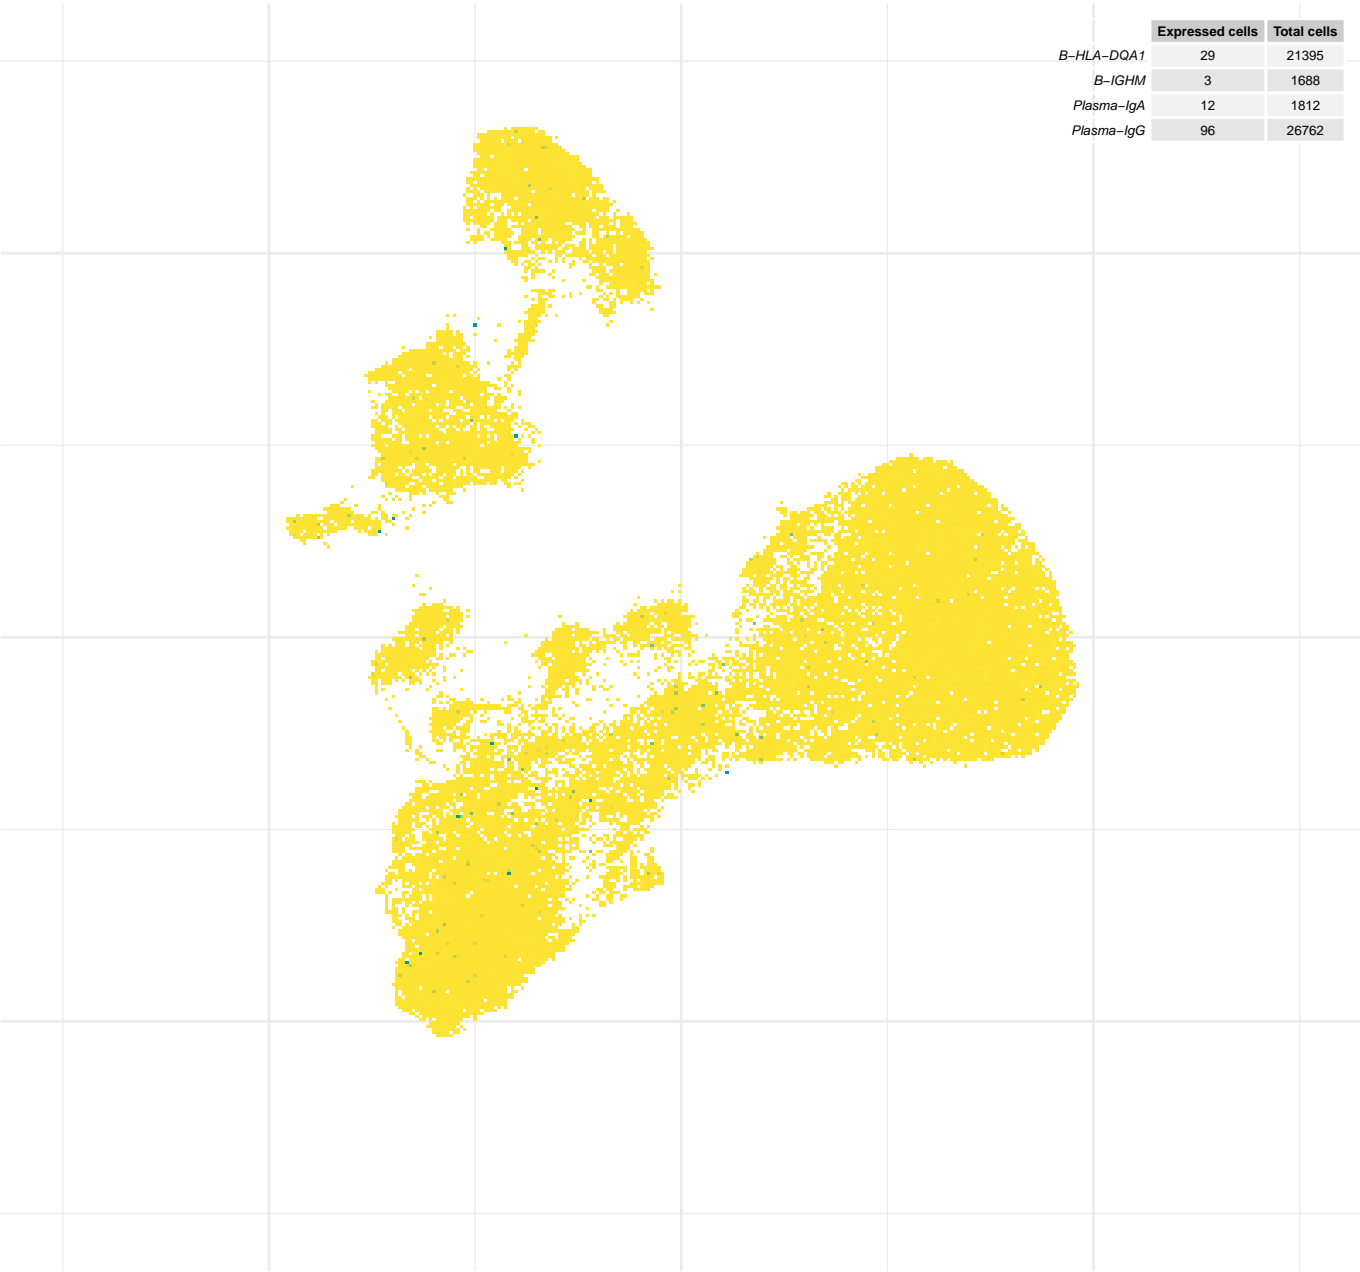 Expressed cells Total cells
B−HLA−DQA1 29 21395
B−IGHM 3 1688
Plasma−IgA 12 1812
Plasma−IgG 96 26762